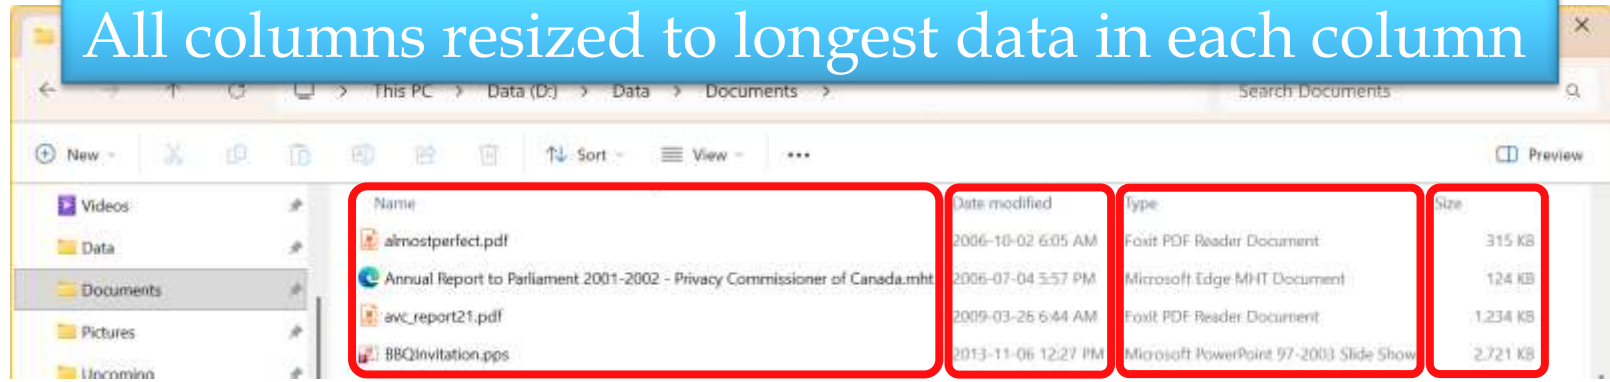 All columns resized to longest data in each column
This PC > Data (D:) > Data > Documents >
Search Documents
New
Sort
View
Preview
Videos
Data
Documents
Pictures
Upcoming
Name Date modified Type Size
almostperfect.pdf 2006-10-02 6:05 AM Foxit PDF Reader Document 315 KB
Annual Report to Parliament 2001-2002 - Privacy Commissioner of Canada.mht 2006-07-04 5:57 PM Microsoft Edge MHT Document 124 KB
avc_report21.pdf 2009-03-26 6:44 AM Foxit PDF Reader Document 1,234 KB
BBQInvitation.pps 2013-11-06 12:27 PM Microsoft PowerPoint 97-2003 Slide Show 2,721 KB